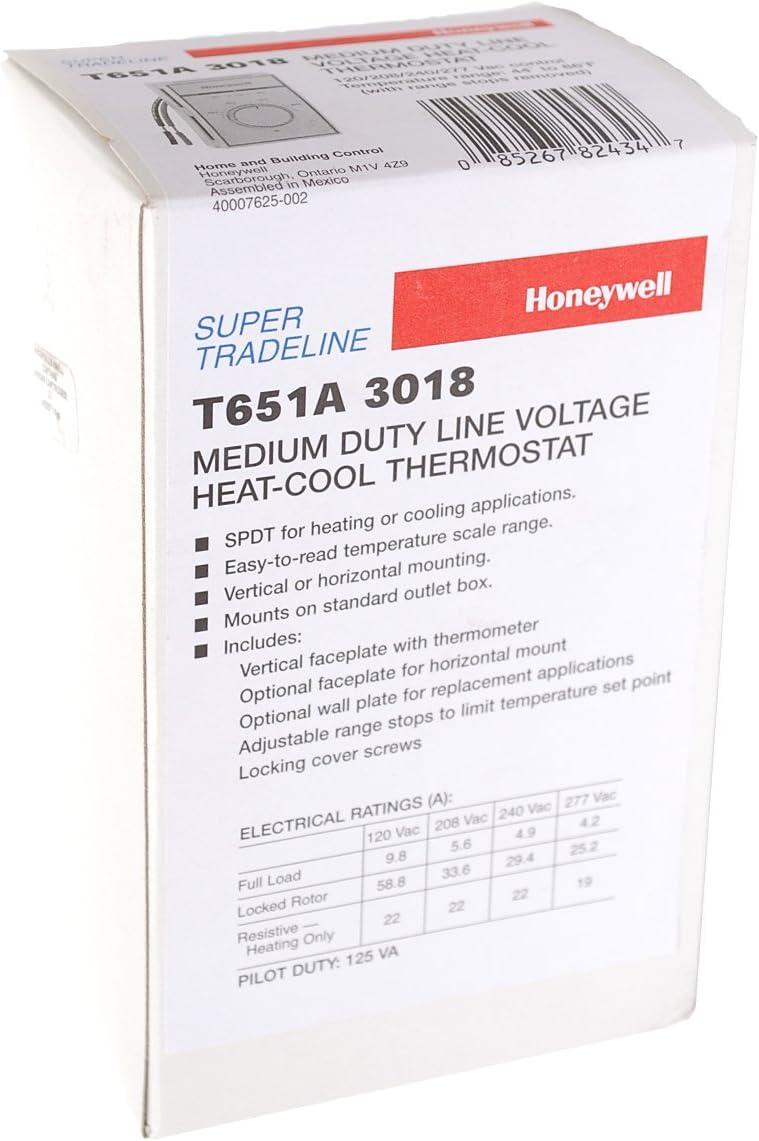 Honeywell
SUPER TRADELINE
T651A 3018
MEDIUM DUTY LINE
VOLTAGE HEAT-COOL
THERMOSTAT
120/208/240/277 Vac control
Temperature range: 44° to 86°F
(with range stops removed)
Honeywell
Home and Building Control
Honeywell
Scarborough, Ontario M1V 4Z9
Assembled in Mexico
40007625-002
0 85267 82434 7
Honeywell
SUPER
TRADELINE
T651A 3018
MEDIUM DUTY LINE VOLTAGE
HEAT-COOL THERMOSTAT
■ SPDT for heating or cooling applications.
■ Easy-to-read temperature scale range.
■ Vertical or horizontal mounting.
■ Mounts on standard outlet box.
■ Includes:
Vertical faceplate with thermometer
Optional faceplate for horizontal mount
Optional wall plate for replacement applications
Adjustable range stops to limit temperature set point
Locking cover screws
ELECTRICAL RATINGS (A):
120 Vac 208 Vac 240 Vac 277 Vac
Full Load 9.8 5.6 4.9 4.2
Locked Rotor 58.8 33.6 29.4 25.2
Resistive —
Heating Only 22 22 22 19
PILOT DUTY: 125 VA